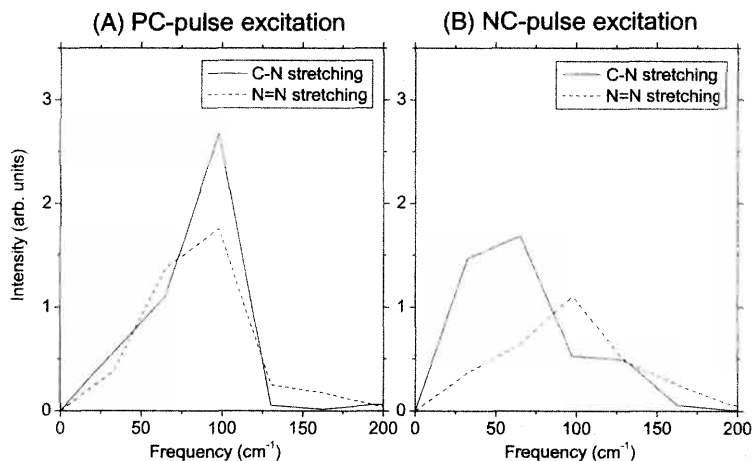 (A) PC-pulse excitation
(B) NC-pulse excitation
C-N stretching
N=N stretching
C-N stretching
N=N stretching
Intensity (arb. units)
3
2
1
0
3
2
1
0
0
50
100
150
200
0
50
100
150
200
Frequency (cm⁻¹)
Frequency (cm⁻¹)